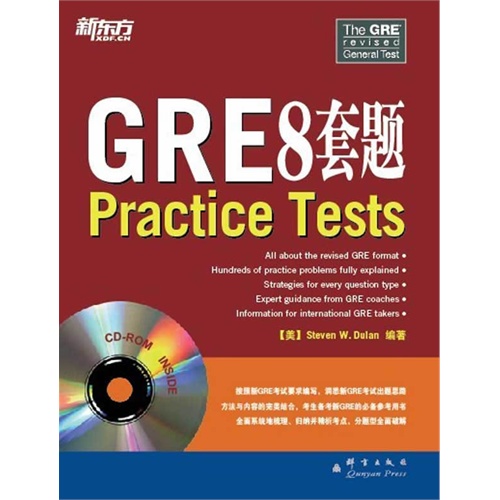 新东方
XDF.CN
The GRE®
revised
General Test
GRE 8套题
Practice Tests
All about the revised GRE format •
Hundreds of practice problems fully explained •
Strategies for every question type •
Expert guidance from GRE coaches •
Information for international GRE takers •
【美】Steven W. Dulan 编著
CD-ROM INSIDE
按照新GRE考试要求编写，洞悉新GRE考试出题思路
方法与内容的完美结合，考生备考新GRE的必备参考用书
全面系统地梳理、归纳并精析考点，分题型全面破解
群言出版社
Qunyan Press